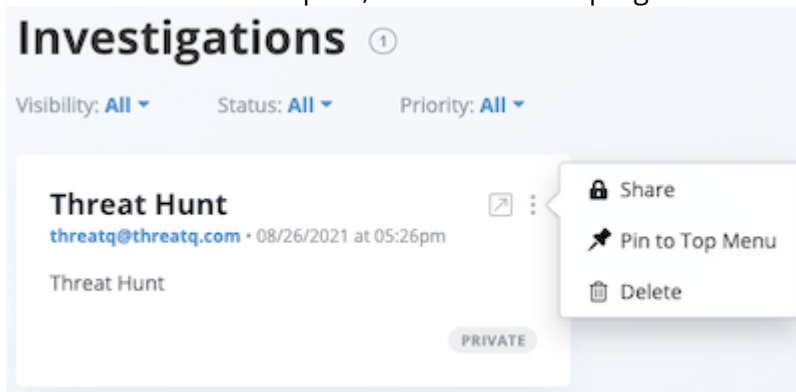 Investigations 1
Visibility: All Status: All Priority: All
Threat Hunt
threatq@threatq.com • 08/26/2021 at 05:26pm
Threat Hunt
PRIVATE
Share
Pin to Top Menu
Delete